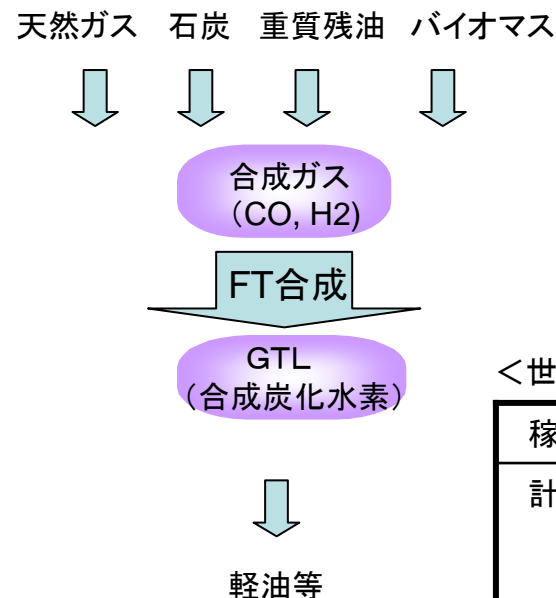 天然ガス 石炭 重質残油 バイオマス
合成ガス
（CO, H2)
FT合成
GTL
（合成炭化水素）
＜世
稼
計
軽油等